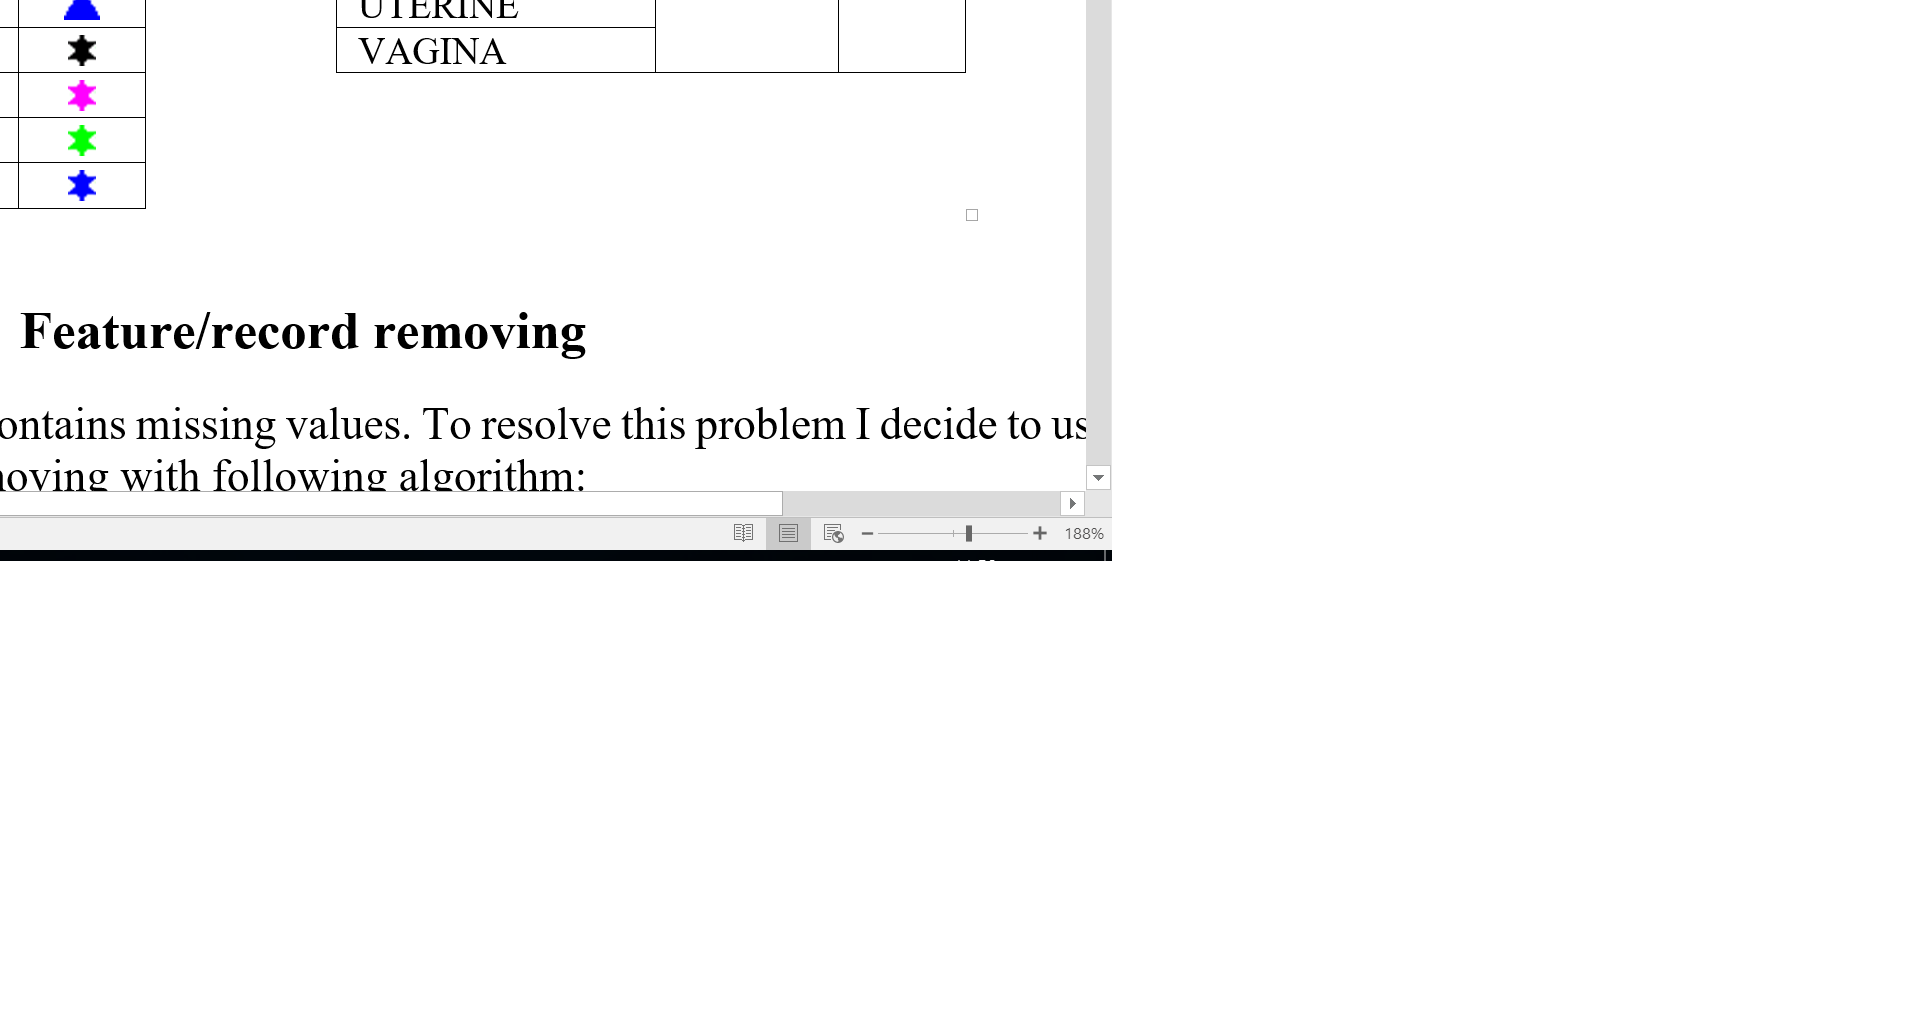 UTERINE
VAGINA
Feature/record removing
ontains missing values. To resolve this problem I decide to us
moving with following algorithm:
188%